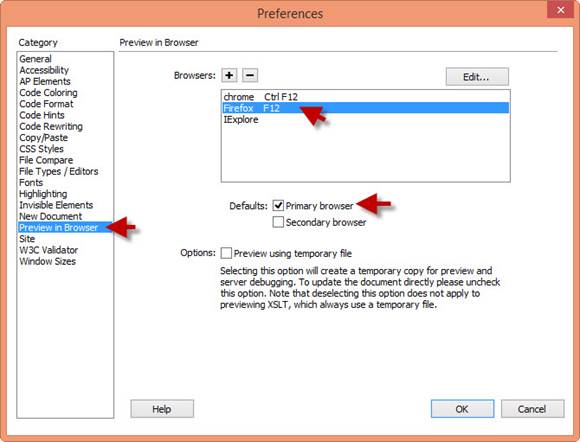 Preferences
Category
General
Accessibility
AP Elements
Code Coloring
Code Format
Code Hints
Code Rewriting
Copy/Paste
CSS Styles
File Compare
File Types / Editors
Fonts
Highlighting
Invisible Elements
New Document
Preview in Browser
Site
W3C Validator
Window Sizes
Preview in Browser
Browsers:
Edit...
chrome Ctrl F12
Firefox F12
IExplore
Defaults: Primary browser
Secondary browser
Options: Preview using temporary file
Selecting this option will create a temporary copy for preview and
server debugging. To update the document directly please uncheck
this option. Note that deselecting this option does not apply to
previewing XSLT, which always use a temporary file.
Help
OK
Cancel